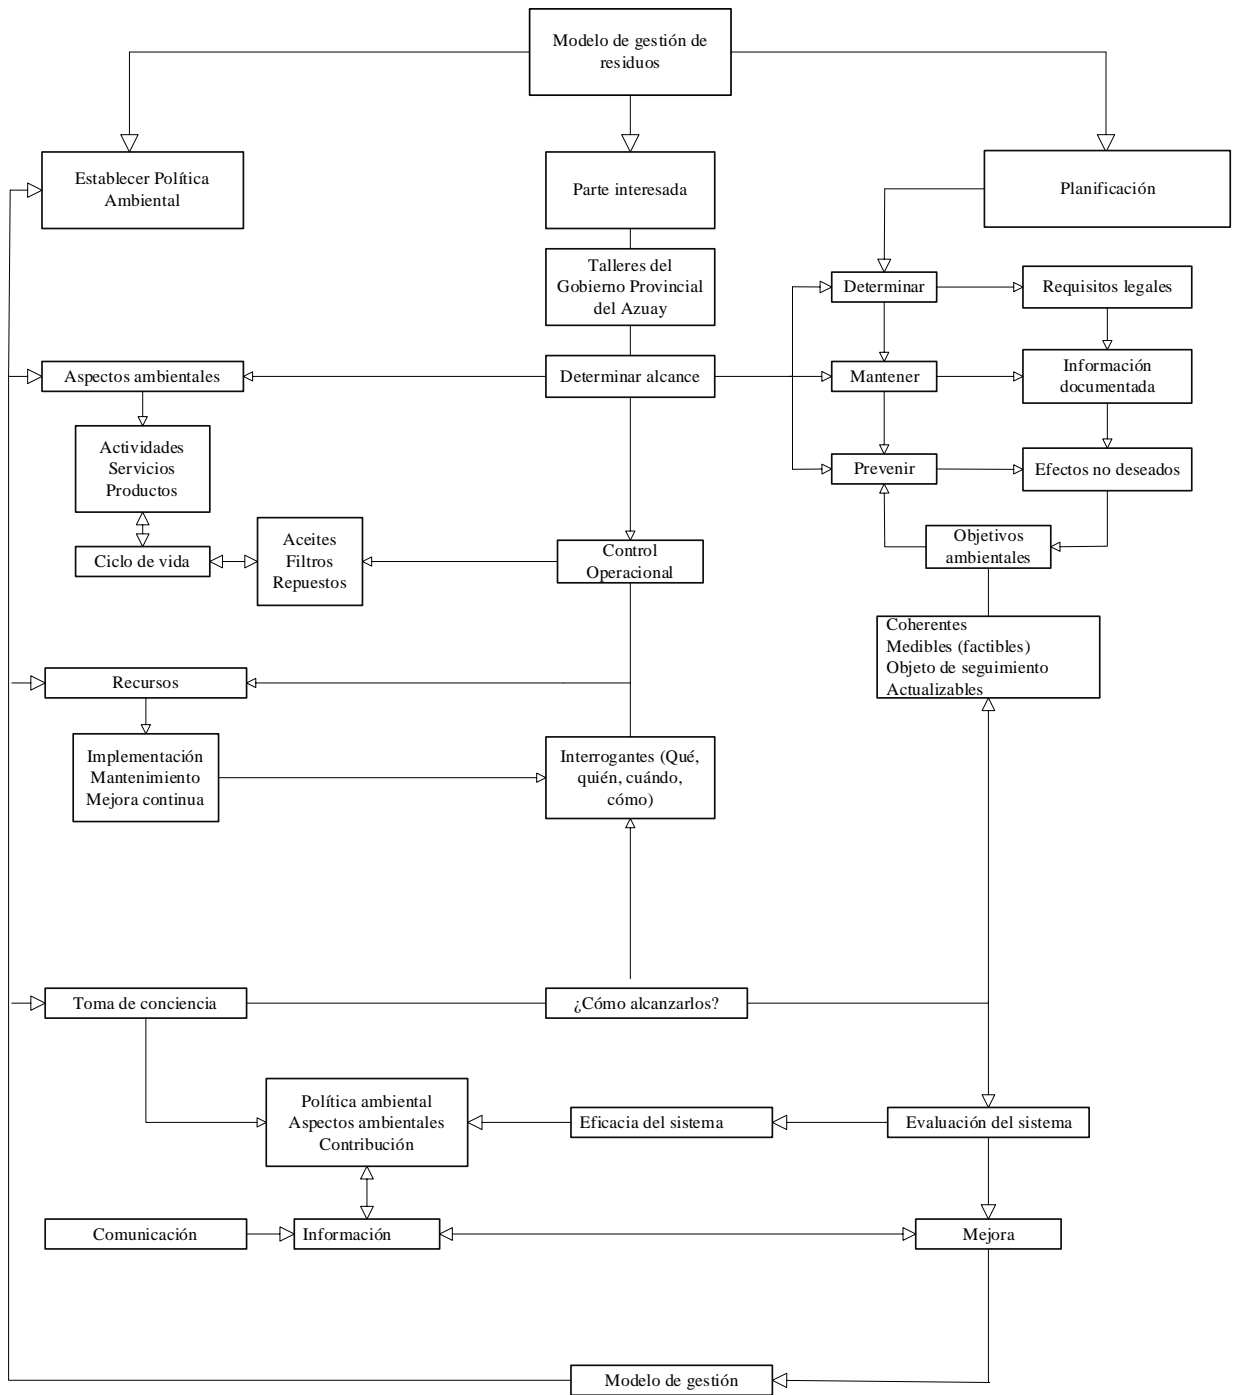 Modelo de gestión de
residuos
Establecer Política
Ambiental
Parte interesada
Planificación
Talleres del
Gobierno Provincial
del Azuay
Determinar
Requisitos legales
Aspectos ambientales
Determinar alcance
Mantener
Información
documentada
Actividades
Servicios
Productos
Prevenir
Efectos no deseados
Ciclo de vida
Aceites
Filtros
Repuestos
Control
Operacional
Objetivos
ambientales
Coherentes
Medibles (factibles)
Objeto de seguimiento
Actualizables
Recursos
Implementación
Mantenimiento
Mejora continua
Interrogantes (Qué,
quién, cuándo,
cómo)
Toma de conciencia
¿Cómo alcanzarlos?
Política ambiental
Aspectos ambientales
Contribución
Eficacia del sistema
Evaluación del sistema
Comunicación
Información
Mejora
Modelo de gestión